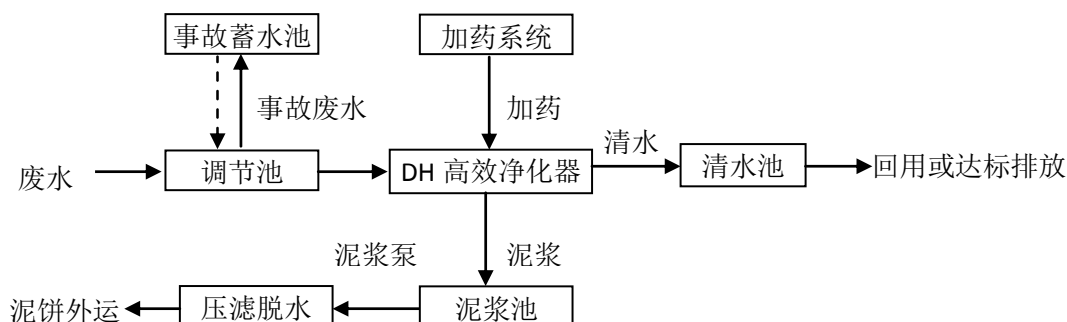 事故蓄水池
加药系统
事故废水
加药
清水
废水
调节池
DH 高效净化器
清水池
回用或达标排放
泥浆泵
泥浆
泥饼外运
压滤脱水
泥浆池